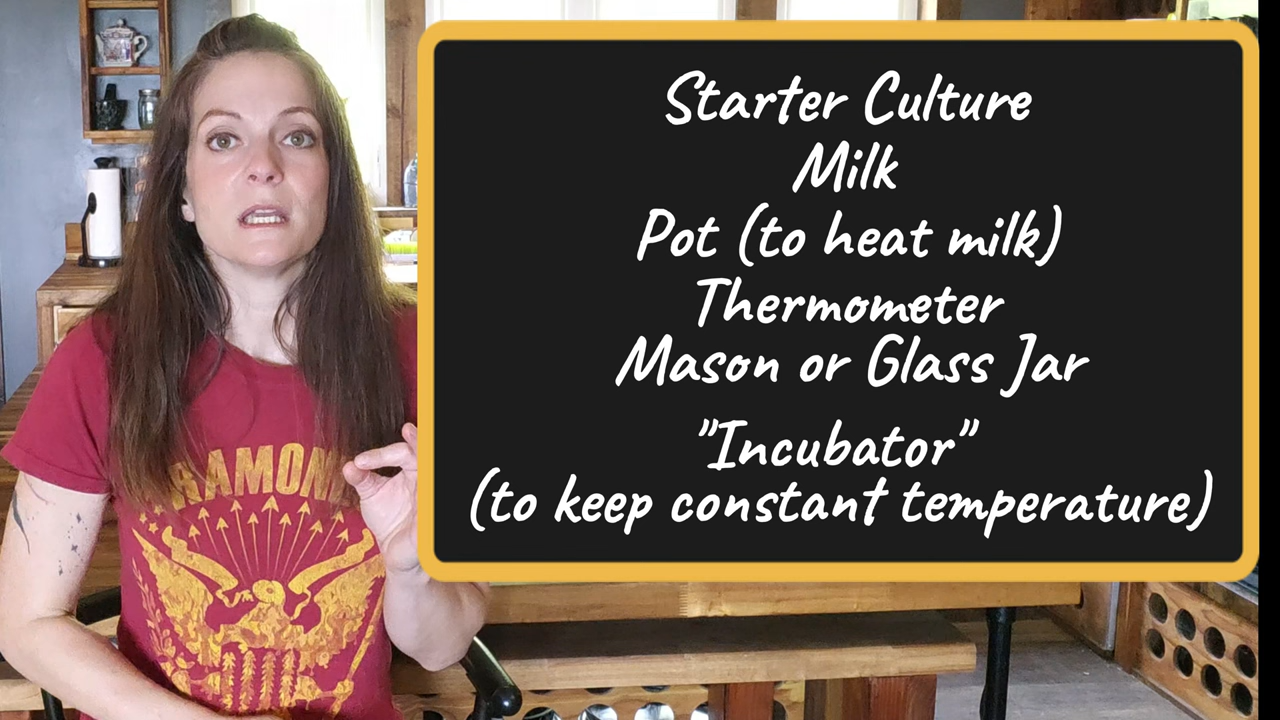 Starter Culture
Milk
Pot (to heat milk)
Thermometer
Mason or Glass Jar
"Incubator"
(to keep constant temperature)